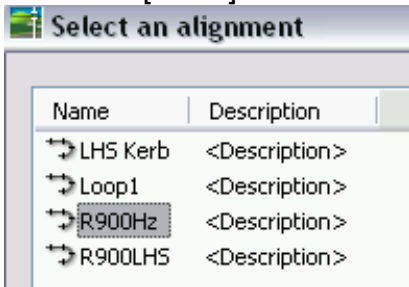 Select an alignment
Name Description
LHS Kerb <Description>
Loop1 <Description>
R900Hz <Description>
R900LHS <Description>